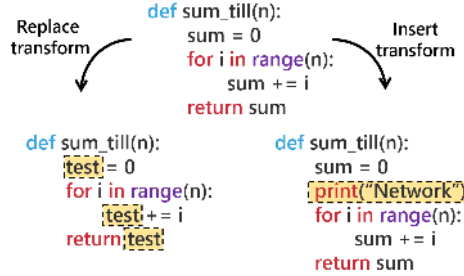 Replace
transform
def sum_till(n):
sum = 0
for i in range(n):
sum += i
return sum
Insert
transform
def sum_till(n):
test = 0
for i in range(n):
test += i
return test
def sum_till(n):
sum = 0
print("Network")
for i in range(n):
sum += i
return sum